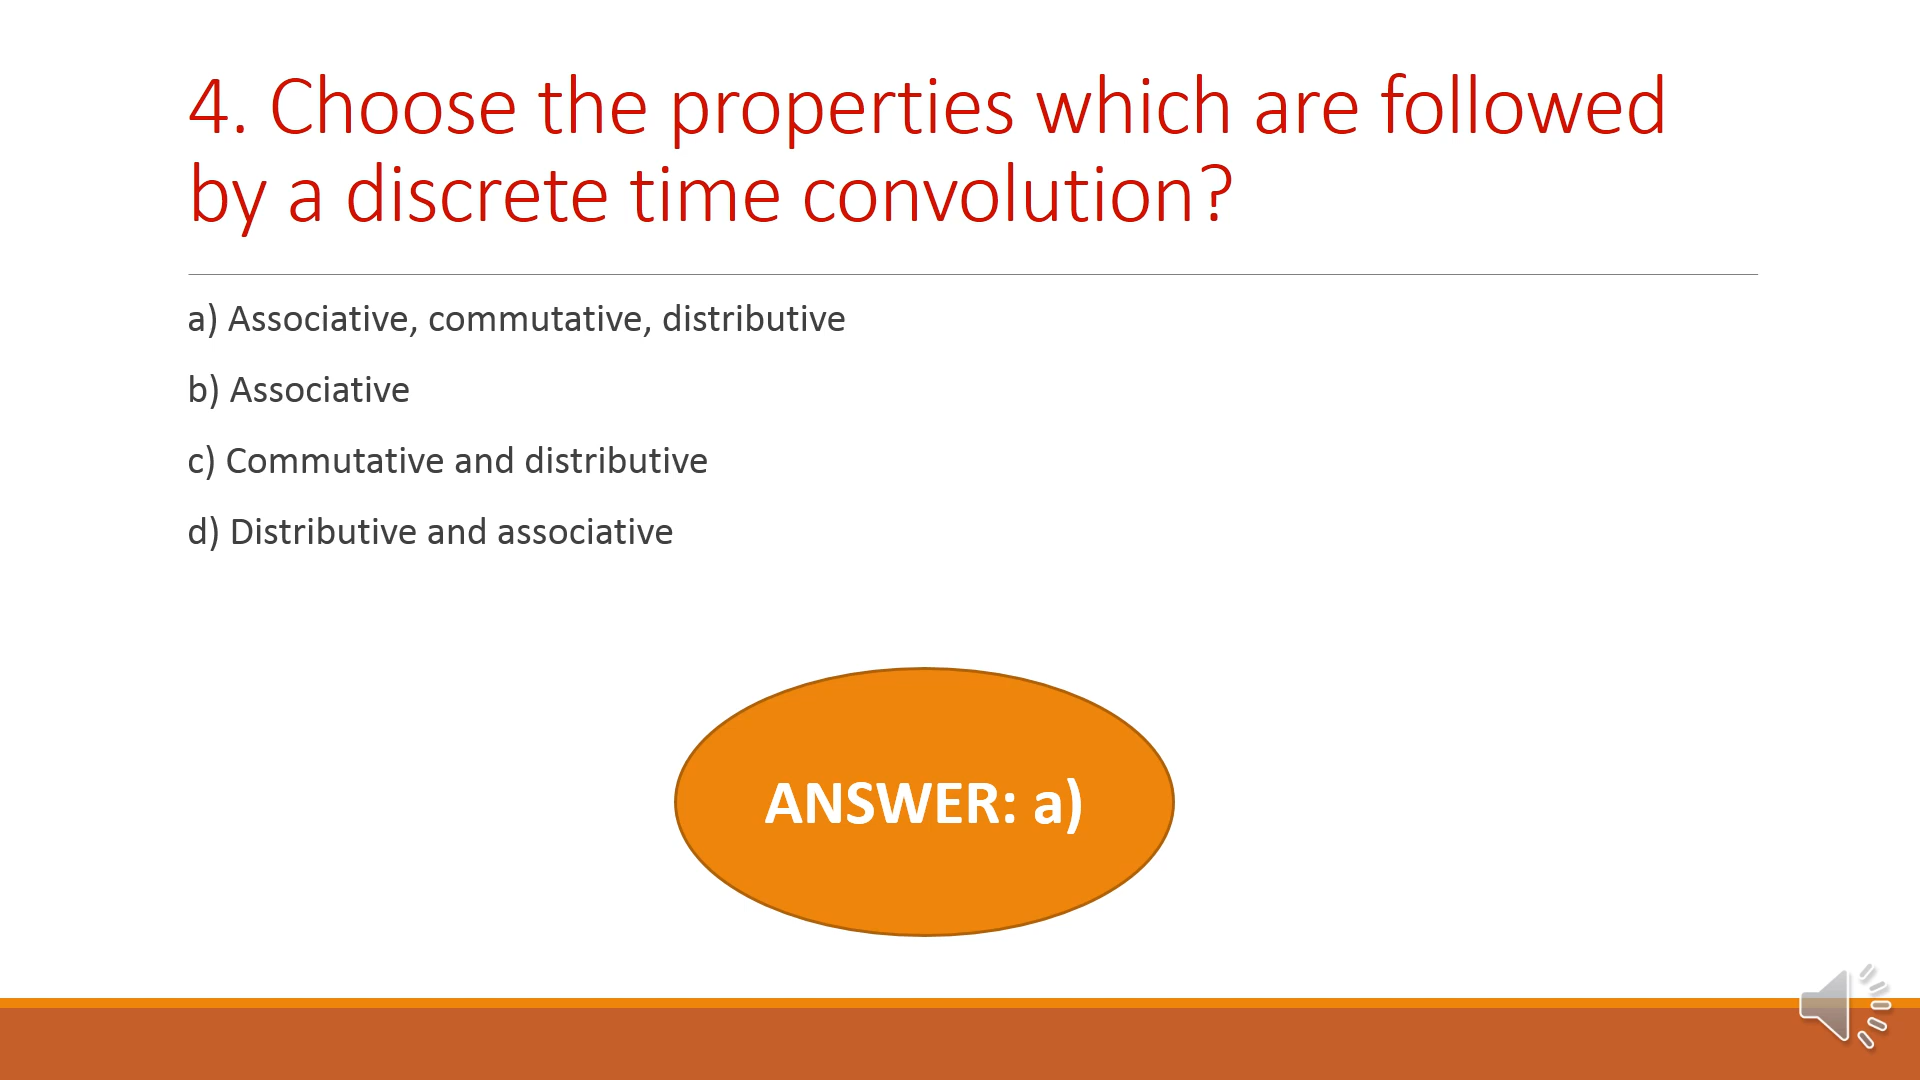 4. Choose the properties which are followed
by a discrete time convolution?
a) Associative, commutative, distributive
b) Associative
c) Commutative and distributive
d) Distributive and associative
ANSWER: a)